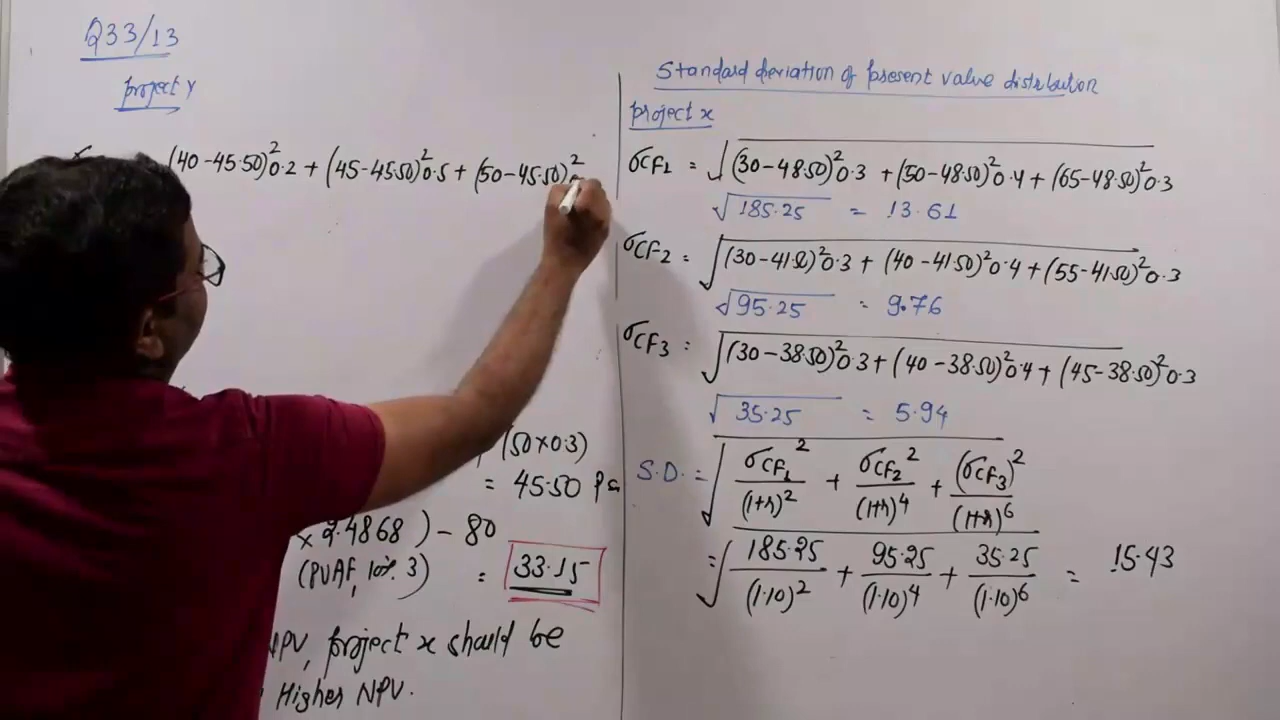 Q33/13
project y
(40-45.50)²0.2 + (45-45.50)²0.5 + (50-45.50)²
(50×0.3)
= 45.50
× 2.4868) - 80
(PVAF, 10%, 3) = 33.15
NPV, project x should be
Higher NPV.
Standard deviation of present value distribution
project x
σCF₁ = √(30-48.50)²0.3 + (50-48.50)²0.4 + (65-48.50)²0.3
√185.25 = 13.61
σCF₂ = √(30-41.50)²0.3 + (40-41.50)²0.4 + (55-41.50)²0.3
√95.25 = 9.76
σCF₃ = √(30-38.50)²0.3 + (40-38.50)²0.4 + (45-38.50)²0.3
√35.25 = 5.94
S.D. = √σCF₁²/(1+r)² + σCF₂²/(1+r)⁴ + (σCF₃)²/(1+r)⁶
= √185.25/(1.10)² + 95.25/(1.10)⁴ + 35.25/(1.10)⁶ = 15.43